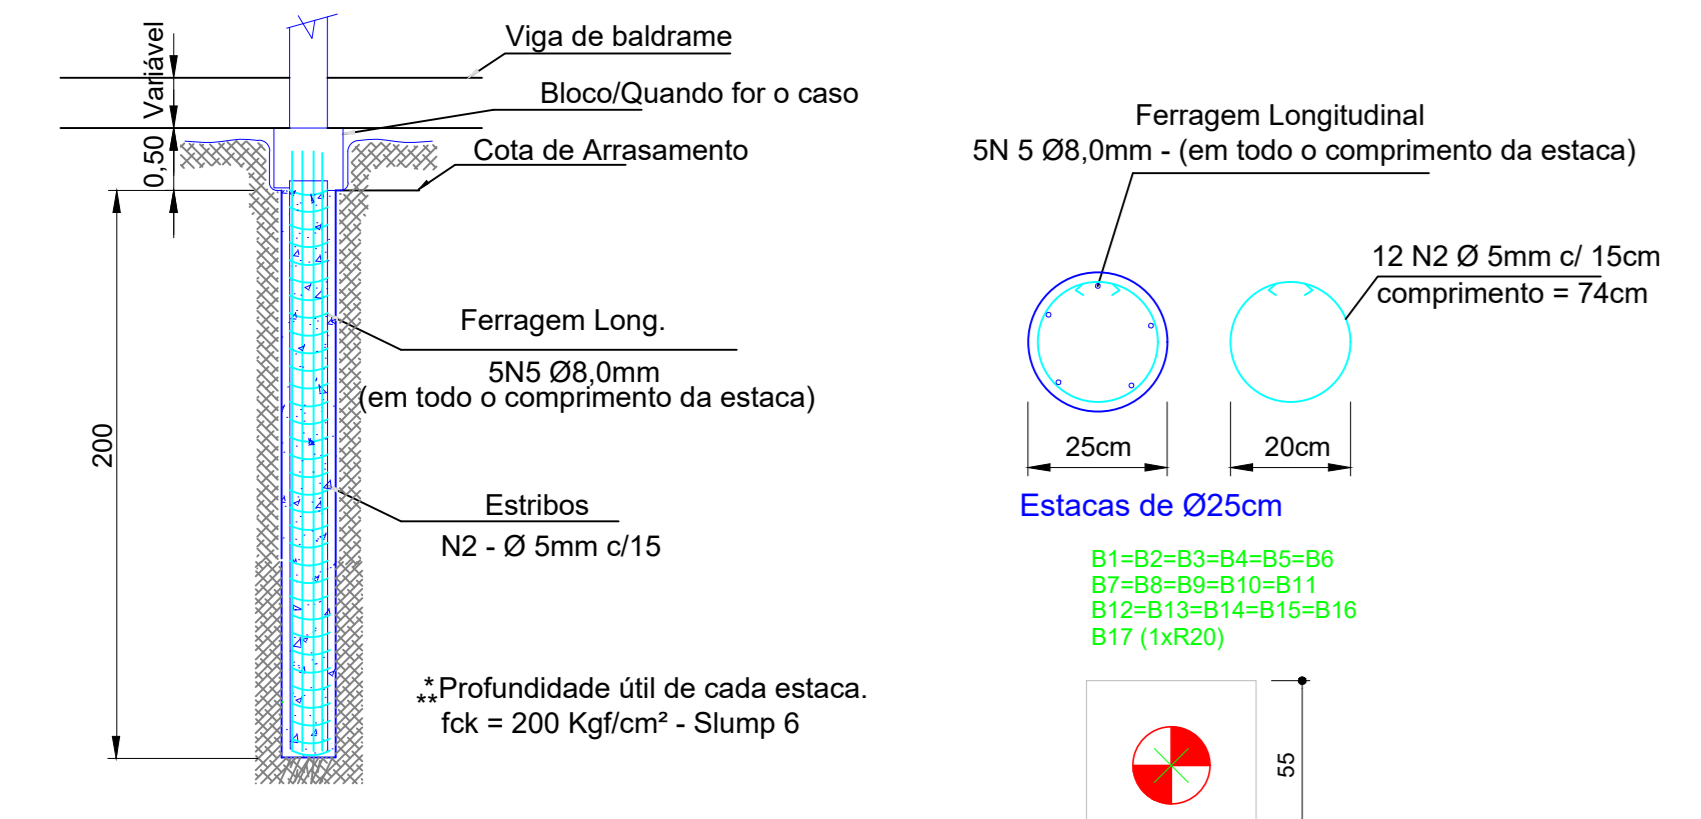 Viga de baldrame
Variável
Bloco/Quando for o caso
0,50
Cota de Arrasamento
Ferragem Long.
5N5 Ø8,0mm
(em todo o comprimento da estaca)
200
Estribos
N2 - Ø 5mm c/15
*Profundidade útil de cada estaca.
**
fck = 200 Kgf/cm² - Slump 6
Ferragem Longitudinal
5N 5 Ø8,0mm - (em todo o comprimento da estaca)
12 N2 Ø 5mm c/ 15cm
comprimento = 74cm
25cm
20cm
Estacas de Ø25cm
B1=B2=B3=B4=B5=B6
B7=B8=B9=B10=B11
B12=B13=B14=B15=B16
B17 (1xR20)
55